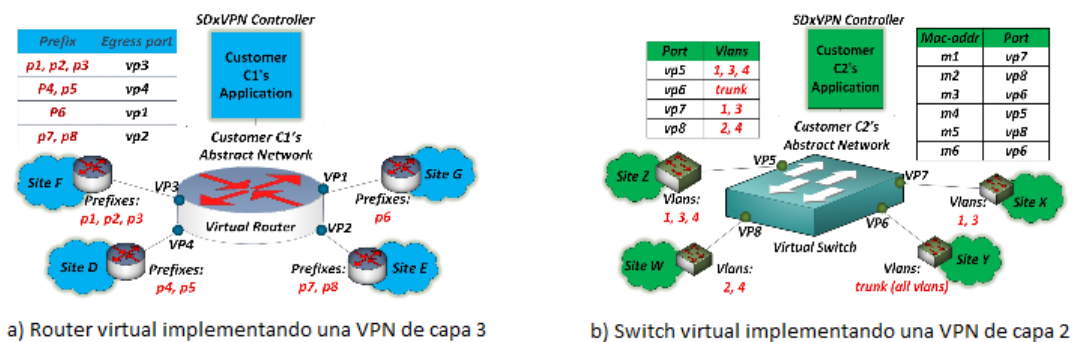 SDxVPN Controller
Prefix Egress port
p1, p2, p3 vp3
P4, p5 vp4
P6 vp1
p7, p8 vp2
Customer
C1's
Application
Customer C1's
Abstract Network
Site F
VP3
Prefixes:
p1, p2, p3
VP1
Site G
Prefixes:
p6
VP4
Virtual Router
VP2
Site D
Prefixes:
p4, p5
Prefixes:
p7, p8
Site E
a) Router virtual implementando una VPN de capa 3
SDxVPN Controller
Port Vlans
vp5 1, 3, 4
vp6 trunk
vp7 1, 3
vp8 2, 4
Customer
C2's
Application
Mac-addr Port
m1 vp7
m2 vp8
m3 vp6
m4 vp5
m5 vp8
m6 vp6
Customer C2's
Abstract Network
Site Z
VP5
Vlans:
1, 3, 4
VP7
Vlans:
1, 3
Site X
VP8
Virtual Switch
VP6
Site W
Vlans:
2, 4
Vlans:
trunk (all vlans)
Site Y
b) Switch virtual implementando una VPN de capa 2